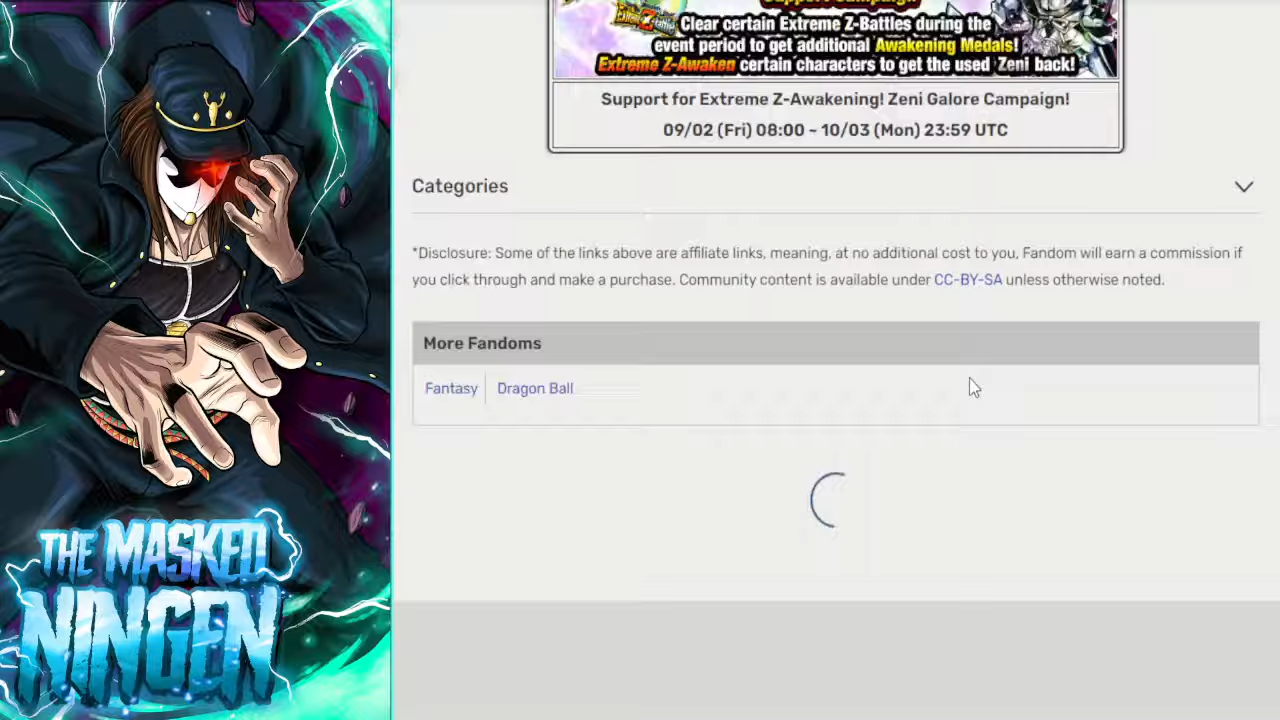 Support Campaign
Clear certain Extreme Z-Battles during the
event period to get additional Awakening Medals!
Extreme Z-Awaken certain characters to get the used Zeni back!
Support for Extreme Z-Awakening! Zeni Galore Campaign!
09/02 (Fri) 08:00 ~ 10/03 (Mon) 23:59 UTC
Categories
*Disclosure: Some of the links above are affiliate links, meaning, at no additional cost to you, Fandom will earn a commission if
you click through and make a purchase. Community content is available under CC-BY-SA unless otherwise noted.
More Fandoms
Fantasy
Dragon Ball
THE MASKED
NINGEN